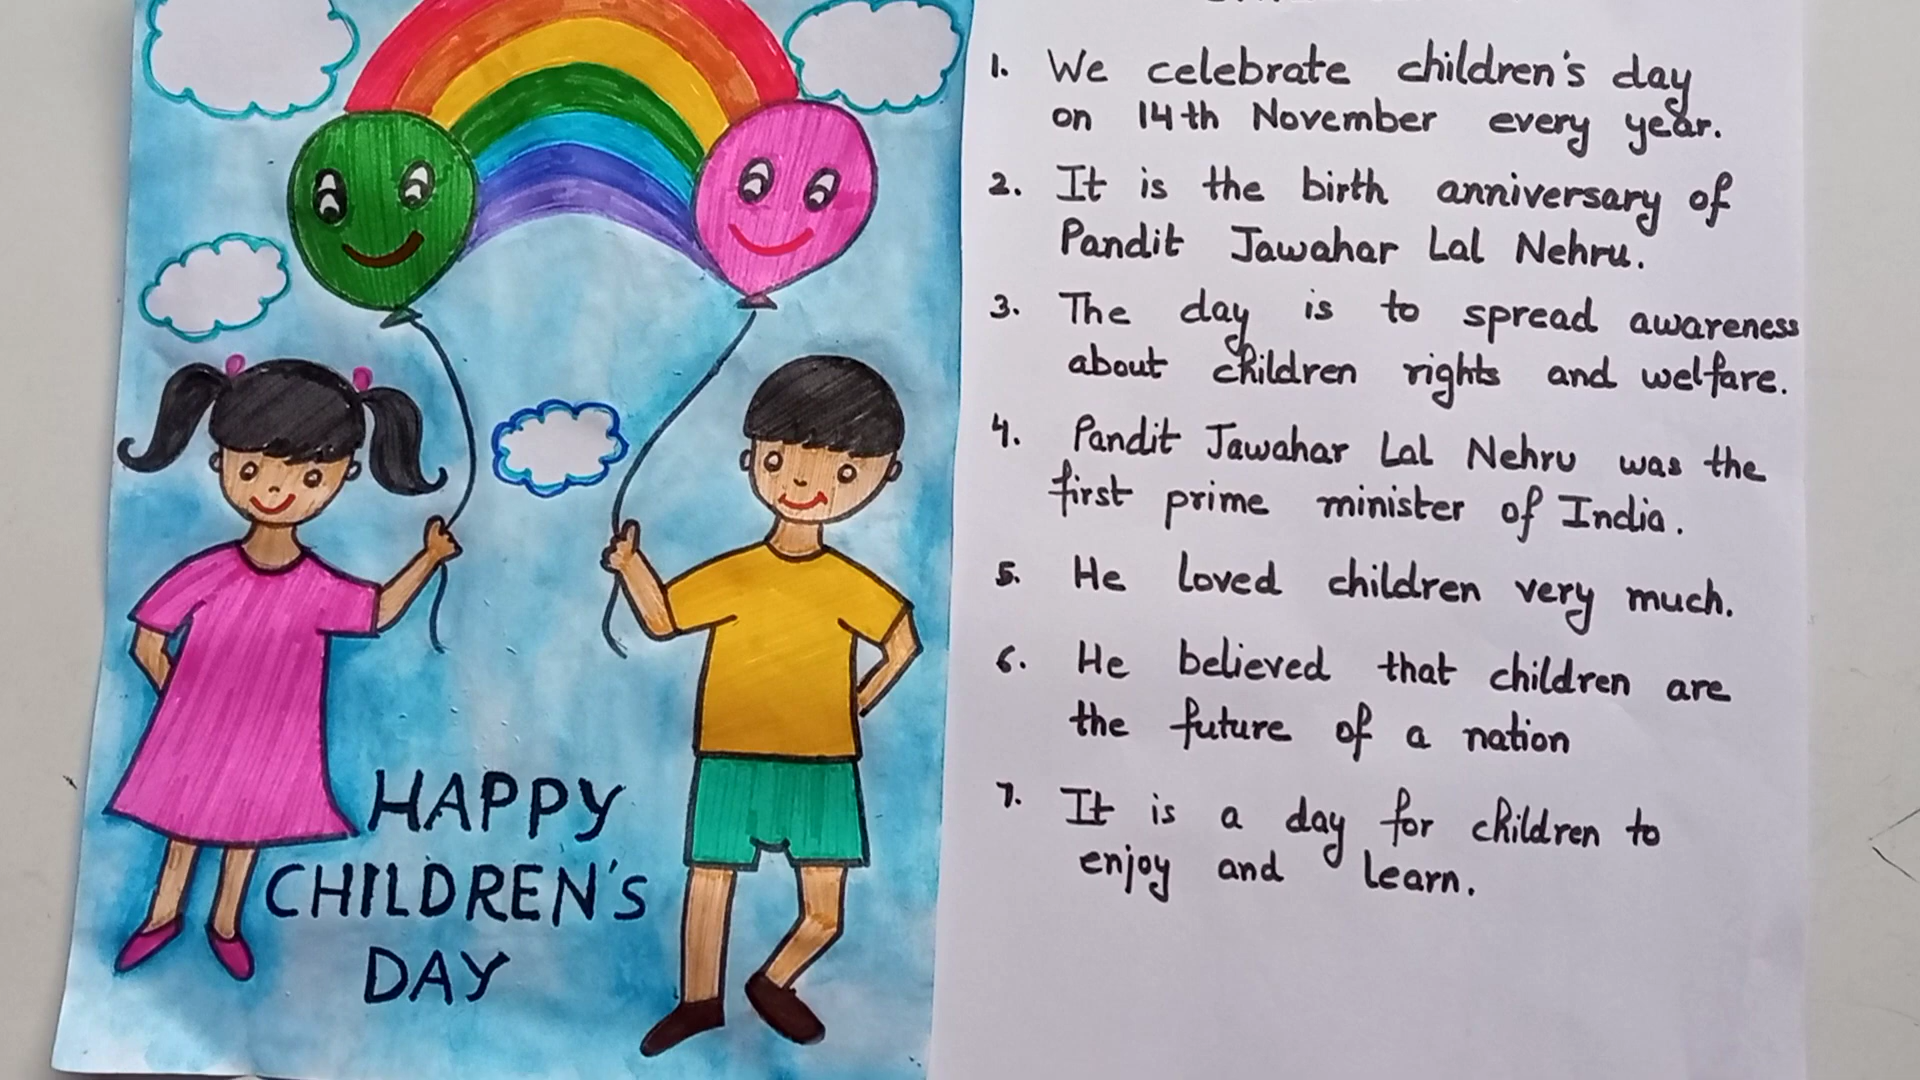 HAPPY
CHILDREN'S
DAY
1. We celebrate children's day
on 14th November every year.
2. It is the birth anniversary of
Pandit Jawahar Lal Nehru.
3. The day is to spread awareness
about children rights and welfare.
4. Pandit Jawahar Lal Nehru was the
first prime minister of India.
5. He loved children very much.
6. He believed that children are
the future of a nation
7. It is a day for children to
enjoy and learn.